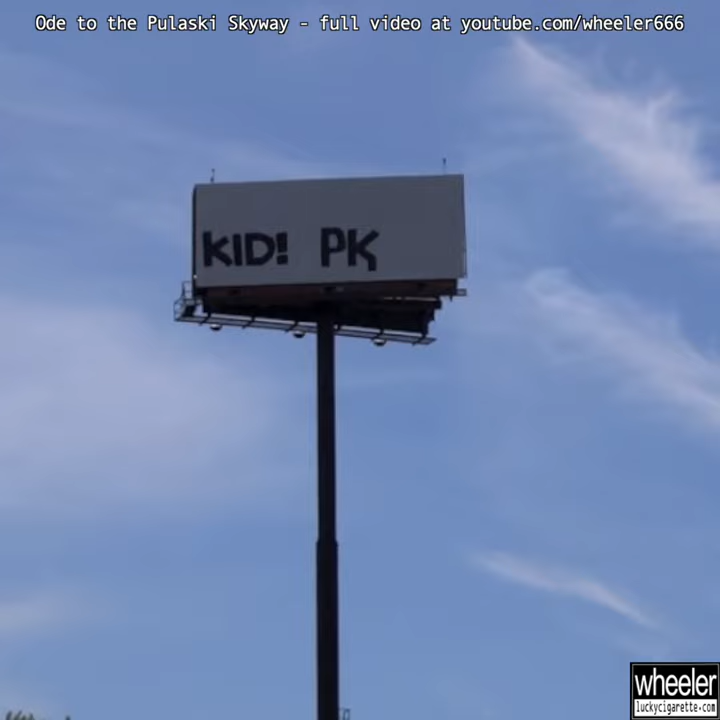 Ode to the Pulaski Skyway - full video at youtube.com/wheeler666
KID! PK
wheeler
luckycigarette.com